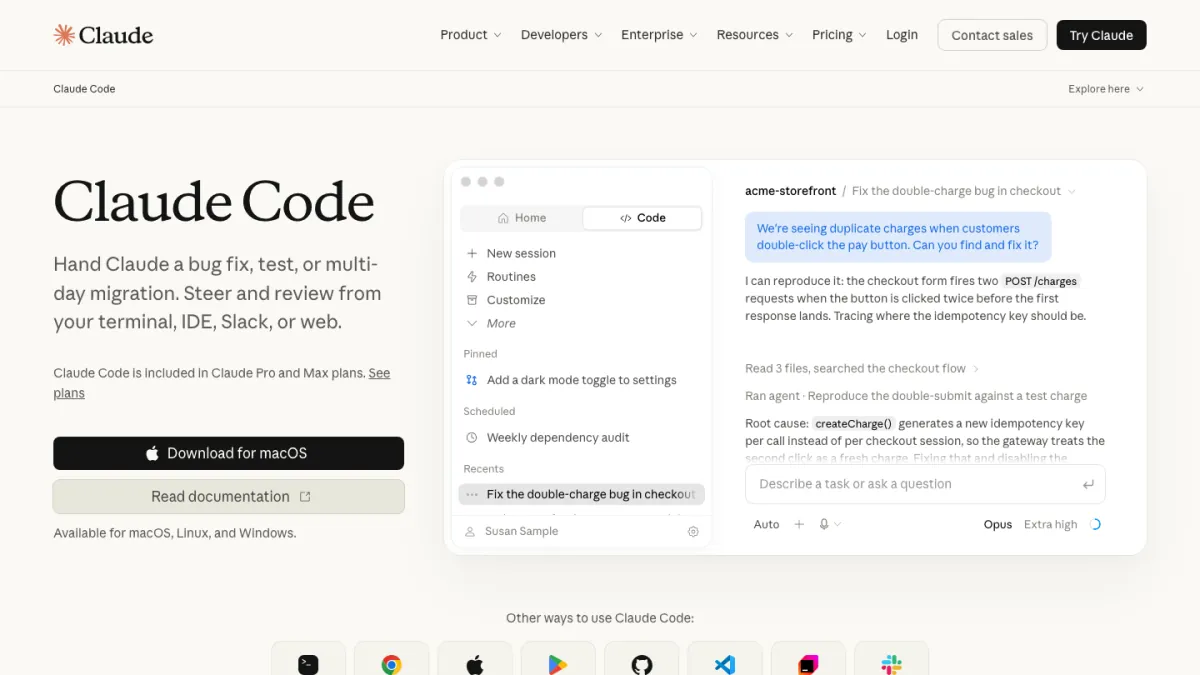 Claude
Product
Developers
Enterprise
Resources
Pricing
Login
Contact sales
Try Claude
Claude Code
Explore here
Claude Code
Hand Claude a bug fix, test, or multi-
day migration. Steer and review from
your terminal, IDE, Slack, or web.
Claude Code is included in Claude Pro and Max plans. See
plans
Download for macOS
Read documentation
Available for macOS, Linux, and Windows.
Home
Code
New session
Routines
Customize
More
Pinned
Add a dark mode toggle to settings
Scheduled
Weekly dependency audit
Recents
Fix the double-charge bug in checkout
Susan Sample
acme-storefront / Fix the double-charge bug in checkout
We're seeing duplicate charges when customers
double-click the pay button. Can you find and fix it?
I can reproduce it: the checkout form fires two POST /charges
requests when the button is clicked twice before the first
response lands. Tracing where the idempotency key should be.
Read 3 files, searched the checkout flow
Ran agent · Reproduce the double-submit against a test charge
Root cause: createCharge() generates a new idempotency key
per call instead of per checkout session, so the gateway treats the
second click as a fresh charge. Fixing that and disabling the
Describe a task or ask a question
Auto
Opus
Extra high
Other ways to use Claude Code: